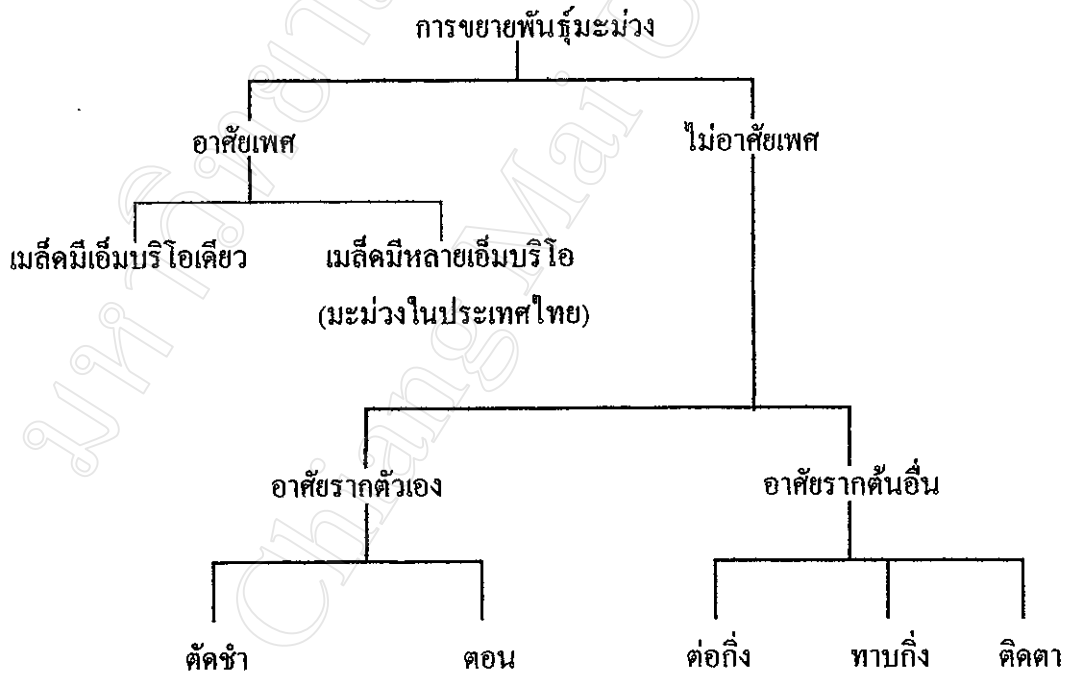 การขยายพันธุ์มะม่วง
อาศัยเพศ ไม่อาศัยเพศ
เมล็ดมีเอ็มบริโอเดียว เมล็ดมีหลายเอ็มบริโอ
(มะม่วงในประเทศไทย)
อาศัยรากตัวเอง อาศัยรากต้นอื่น
ตัดชำ ตอน ต่อกิ่ง ทาบกิ่ง ติดตา